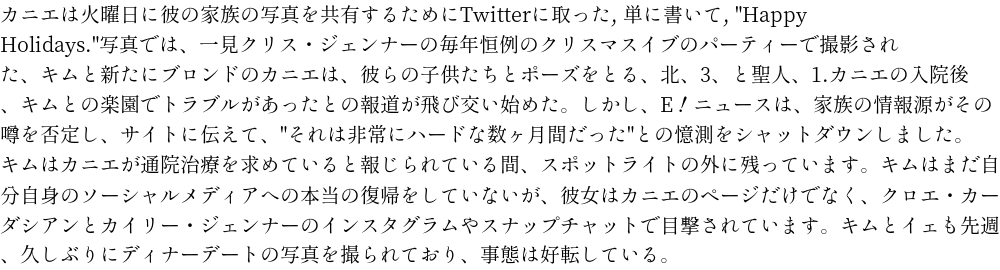 カニエは火曜日に彼の家族の写真を共有するためにTwitterに取った, 単に書いて, "Happy
Holidays."写真では、一見クリス・ジェンナーの毎年恒例のクリスマスイブのパーティーで撮影され
た、キムと新たにブロンドのカニエは、彼らの子供たちとポーズをとる、北、3、と聖人、1.カニエの入院後
、キムとの楽園でトラブルがあったとの報道が飛び交い始めた。しかし、E！ニュースは、家族の情報源がその
噂を否定し、サイトに伝えて、"それは非常にハードな数ヶ月間だった"との憶測をシャットダウンしました。
キムはカニエが通院治療を求めていると報じられている間、スポットライトの外に残っています。キムはまだ自
分自身のソーシャルメディアへの本当の復帰をしていないが、彼女はカニエのページだけでなく、クロエ・カー
ダシアンとカイリー・ジェンナーのインスタグラムやスナップチャットで目撃されています。キムとイェも先週
、久しぶりにディナーデートの写真を撮られており、事態は好転している。